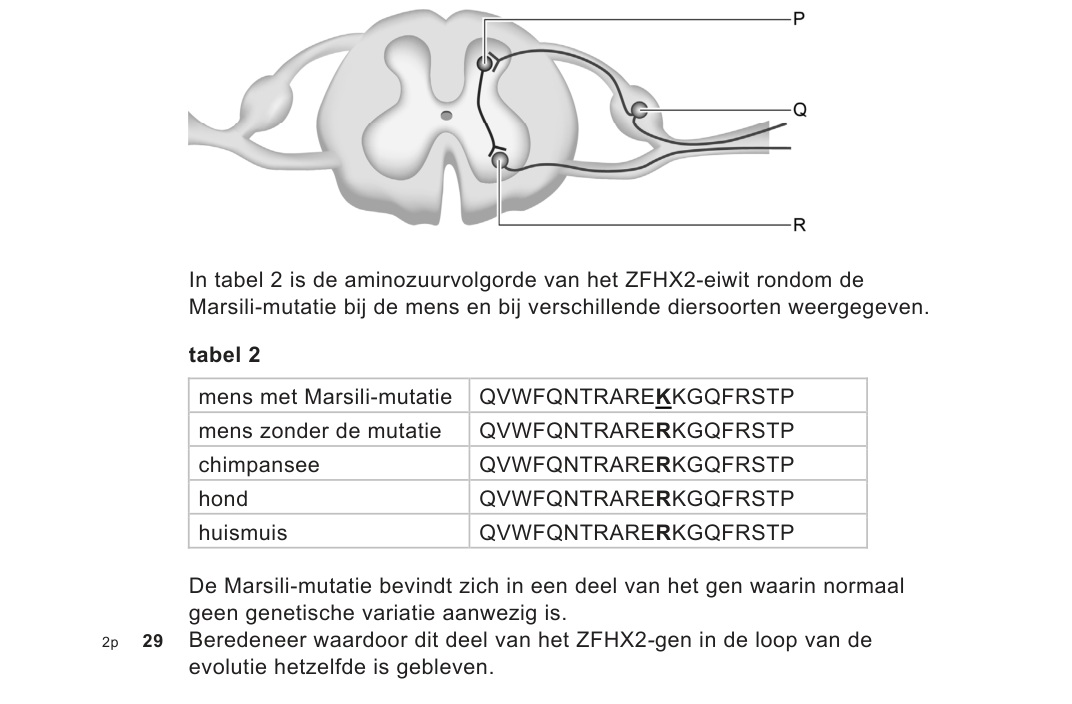 P
Q
R
In tabel 2 is de aminozuurvolgorde van het ZFHX2-eiwit rondom de
Marsili-mutatie bij de mens en bij verschillende diersoorten weergegeven.
tabel 2
mens met Marsili-mutatie QVWFQNTRAREKKGQFRSTP
mens zonder de mutatie QVWFQNTRARERKGQFRSTP
chimpansee QVWFQNTRARERKGQFRSTP
hond QVWFQNTRARERKGQFRSTP
huismuis QVWFQNTRARERKGQFRSTP
De Marsili-mutatie bevindt zich in een deel van het gen waarin normaal
geen genetische variatie aanwezig is.
2p 29 Beredeneer waardoor dit deel van het ZFHX2-gen in de loop van de
evolutie hetzelfde is gebleven.